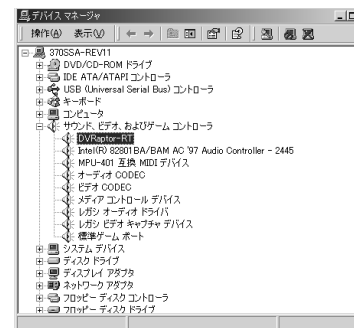 デバイス マネージャ
操作(A) 表示(V)
370SSA-REV11
DVD/CD-ROM ドライブ
IDE ATA/ATAPI コントローラ
USB (Universal Serial Bus) コントローラ
キーボード
コンピュータ
サウンド、ビデオ、およびゲーム コントローラ
DVRaptor-RT
Intel(R) 82801BA/BAM AC '97 Audio Controller - 2445
MPU-401 互換 MIDI デバイス
オーディオ CODEC
ビデオ CODEC
メディア コントロール デバイス
レガシ オーディオ ドライバ
レガシ ビデオ キャプチャ デバイス
標準ゲーム ポート
システム デバイス
ディスク ドライブ
ディスプレイ アダプタ
ネットワーク アダプタ
フロッピー ディスク コントローラ
フロッピー ディスク ドライブ